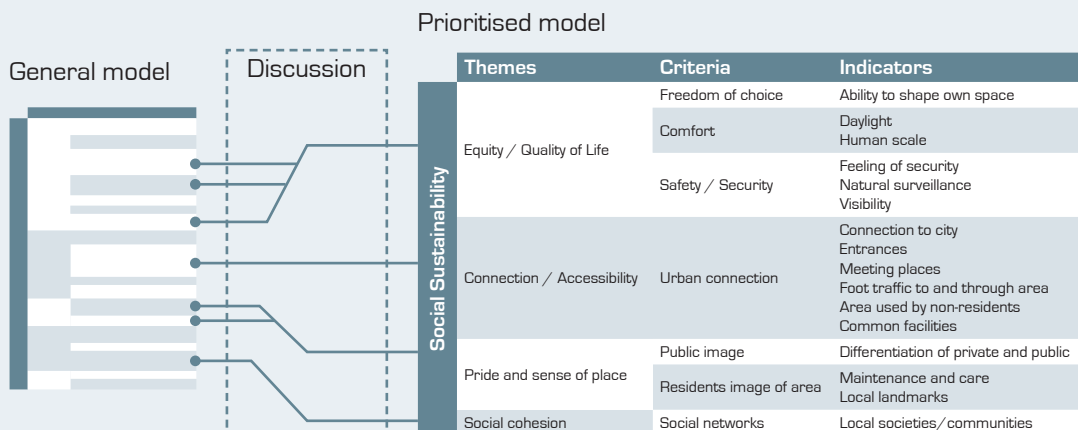 Prioritised model
General model
Discussion
Themes Criteria Indicators
Social Sustainability
Equity / Quality of Life
Freedom of choice
Ability to shape own space
Comfort
Daylight
Human scale
Safety / Security
Feeling of security
Natural surveillance
Visibility
Connection / Accessibility
Urban connection
Connection to city
Entrances
Meeting places
Foot traffic to and through area
Area used by non-residents
Common facilities
Pride and sense of place
Public image
Differentiation of private and public
Residents image of area
Maintenance and care
Local landmarks
Social cohesion
Social networks
Local societies/communities